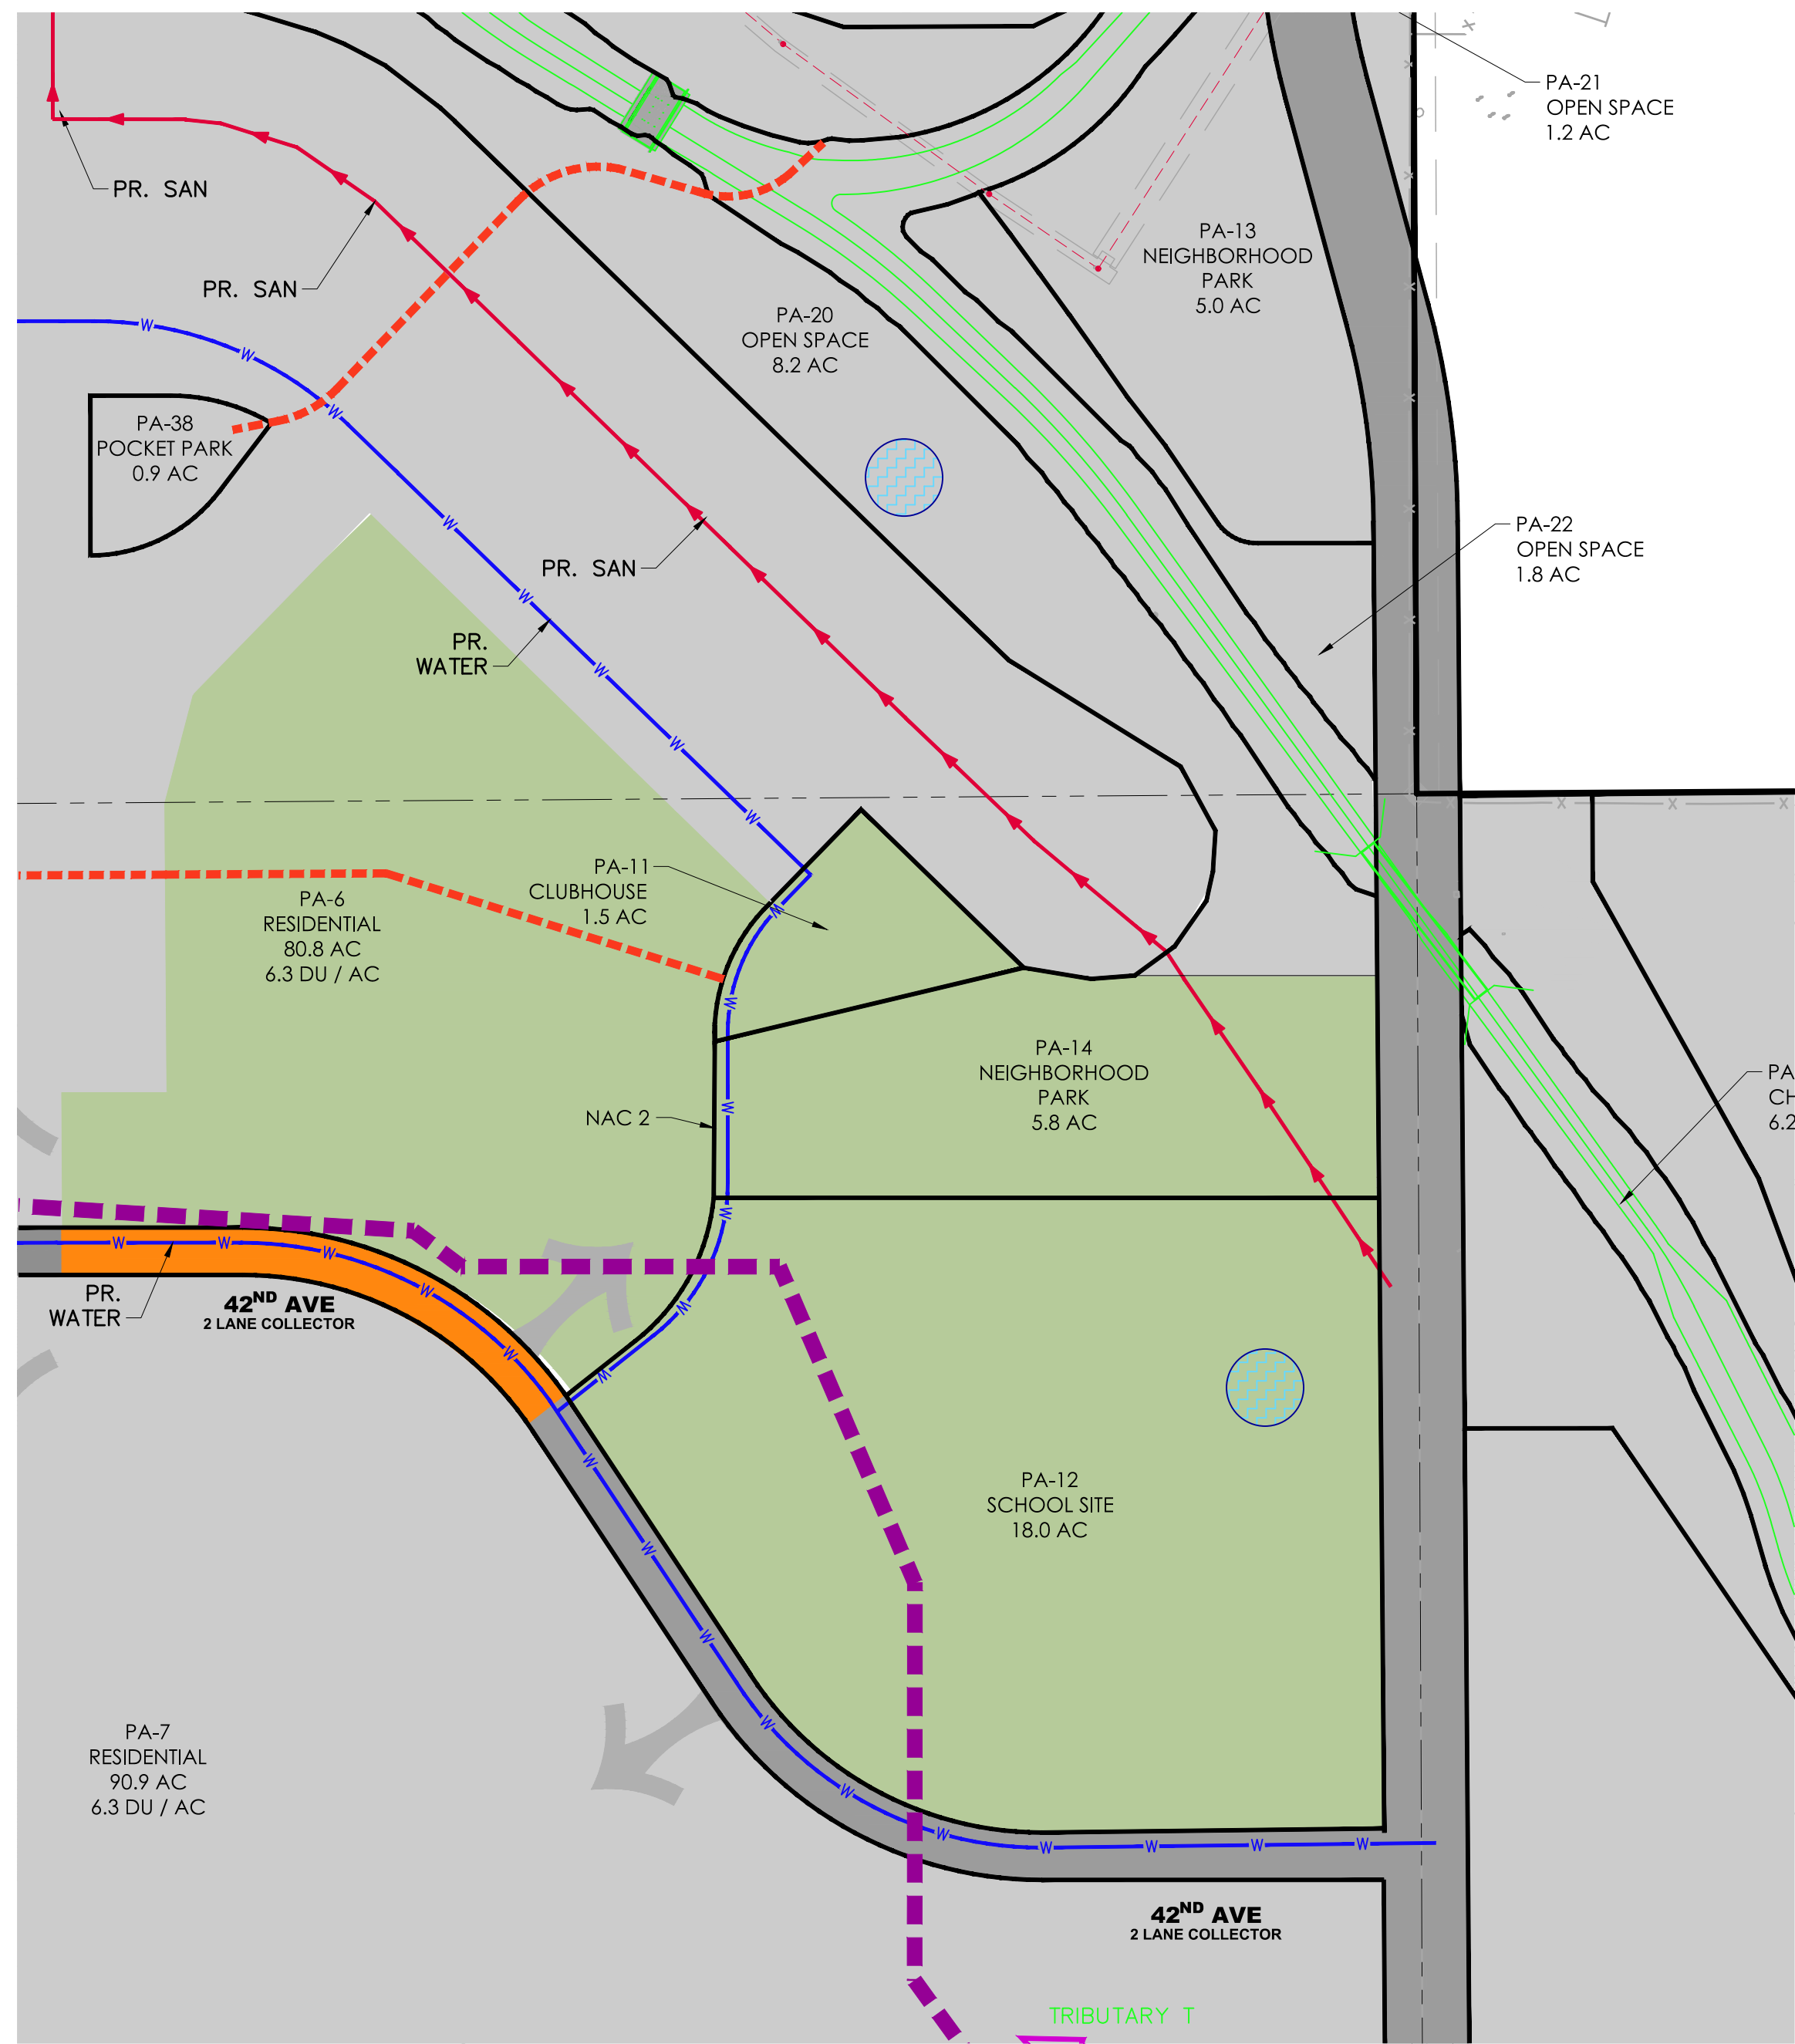 PA-21
OPEN SPACE
1.2 AC
PR. SAN
PA-13
NEIGHBORHOOD
PARK
5.0 AC
PR. SAN
PA-20
OPEN SPACE
8.2 AC
W
W
W
PA-38
POCKET PARK
0.9 AC
PA-22
OPEN SPACE
1.8 AC
W
PR. SAN
W
PR.
WATER
W
W
W
PA-11
CLUBHOUSE
1.5 AC
PA-6
RESIDENTIAL
80.8 AC
6.3 DU / AC
W
W
PA-14
NEIGHBORHOOD
PARK
5.8 AC
PA
CH
6.2
W
NAC 2
W
W
W
W
W
PR.
WATER
42ND AVE
2 LANE COLLECTOR
W
W
W
W
PA-12
SCHOOL SITE
18.0 AC
W
W
W
PA-7
RESIDENTIAL
90.9 AC
6.3 DU / AC
W
W
W
W
W
W
42ND AVE
2 LANE COLLECTOR
TRIBUTARY T